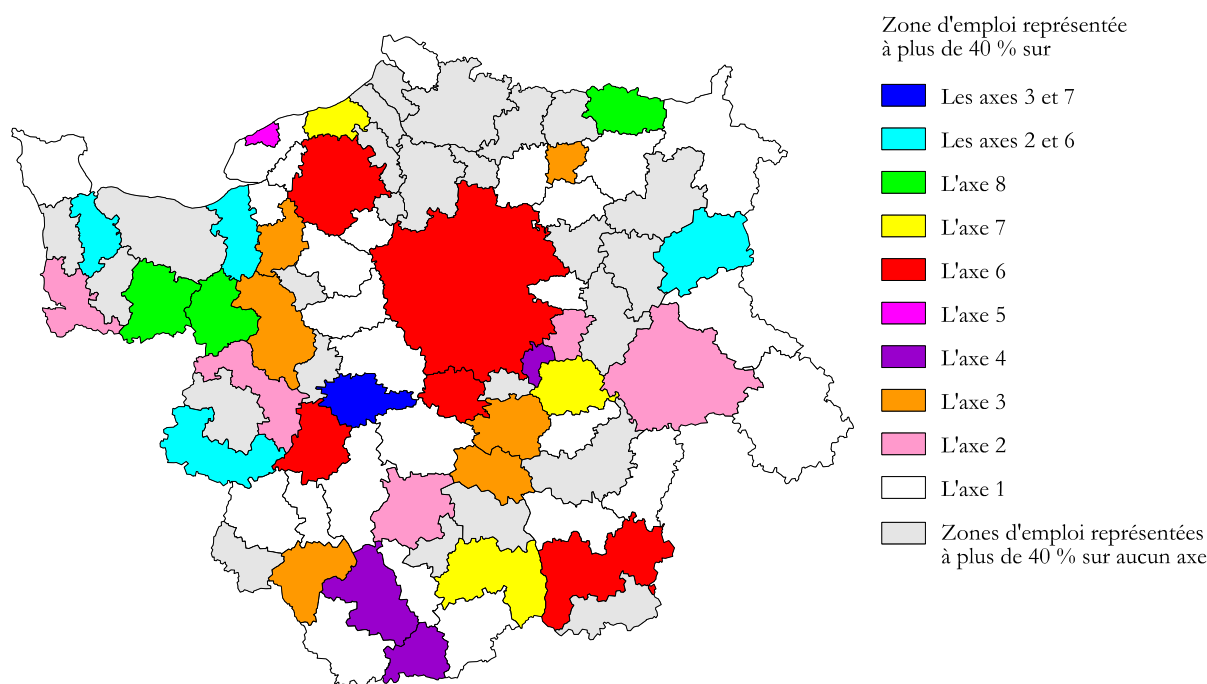 Zone d'emploi représentée
à plus de 40 % sur
Les axes 3 et 7
Les axes 2 et 6
L'axe 8
L'axe 7
L'axe 6
L'axe 5
L'axe 4
L'axe 3
L'axe 2
L'axe 1
Zones d'emploi représentées
à plus de 40 % sur aucun axe